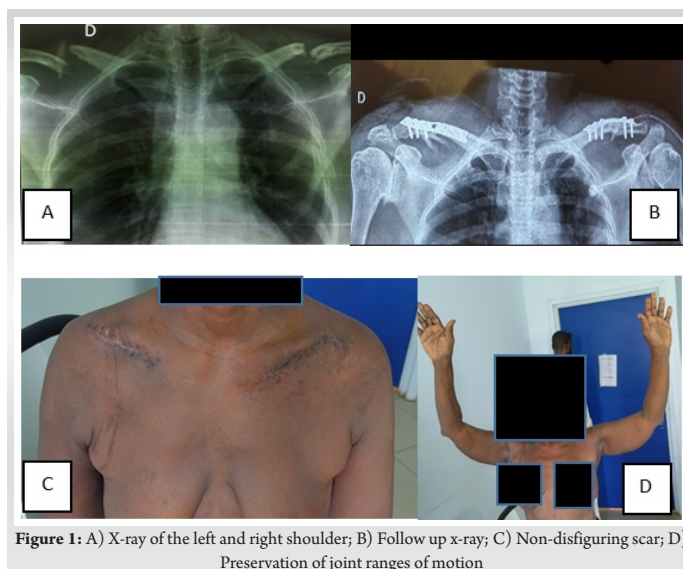 D
D
A
B
C
D
Figure 1: A) X-ray of the left and right shoulder; B) Follow up x-ray; C) Non-disfiguring scar; D)
Preservation of joint ranges of motion